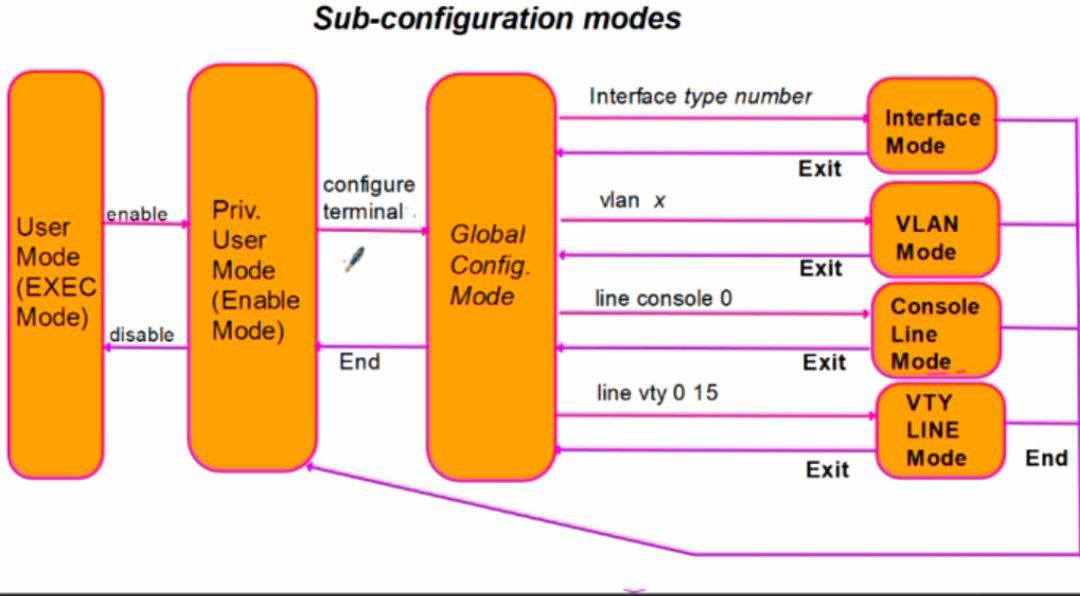 Sub-configuration modes
User
Mode
(EXEC
Mode)
enable
disable
Priv.
User
Mode
(Enable
Mode)
configure
terminal
End
Global
Config.
Mode
Interface type number
Exit
vlan x
Exit
line console 0
Exit
line vty 0 15
Exit
Interface
Mode
VLAN
Mode
Console
Line
Mode
VTY
LINE
Mode
End